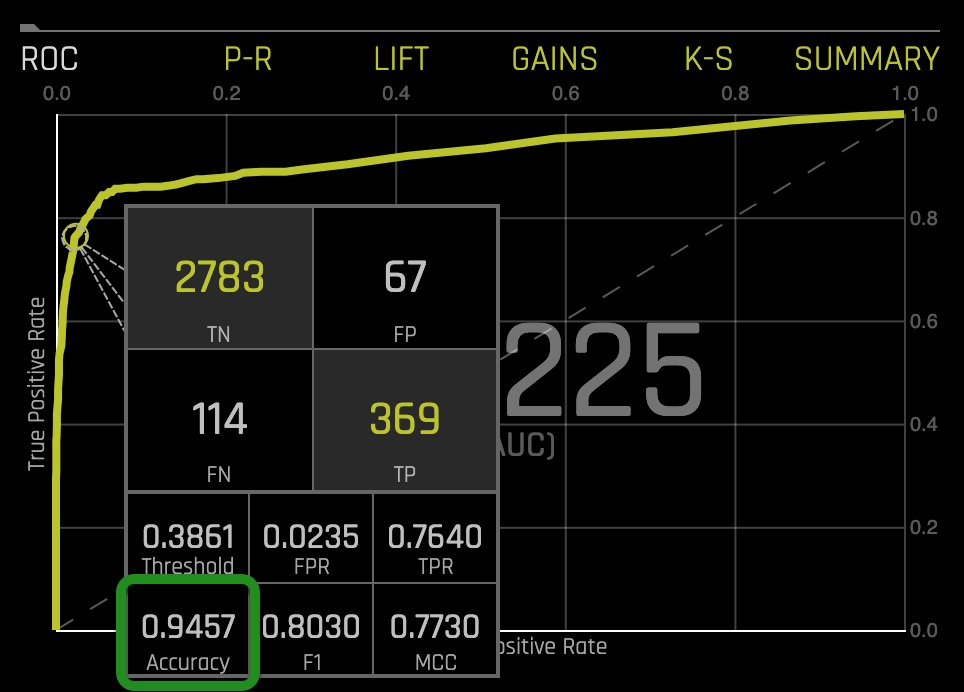 ROC P-R LIFT GAINS K-S SUMMARY
0.0 0.2 0.4 0.6 0.8 1.0
1.0
0.8
0.6
0.4
0.2
0.0
True Positive Rate
2783 67
TN FP
114 369
FN TP
225
AUC)
0.3861 0.0235 0.7640
Threshold FPR TPR
0.9457 0.8030 0.7730
Accuracy F1 MCC
ositive Rate